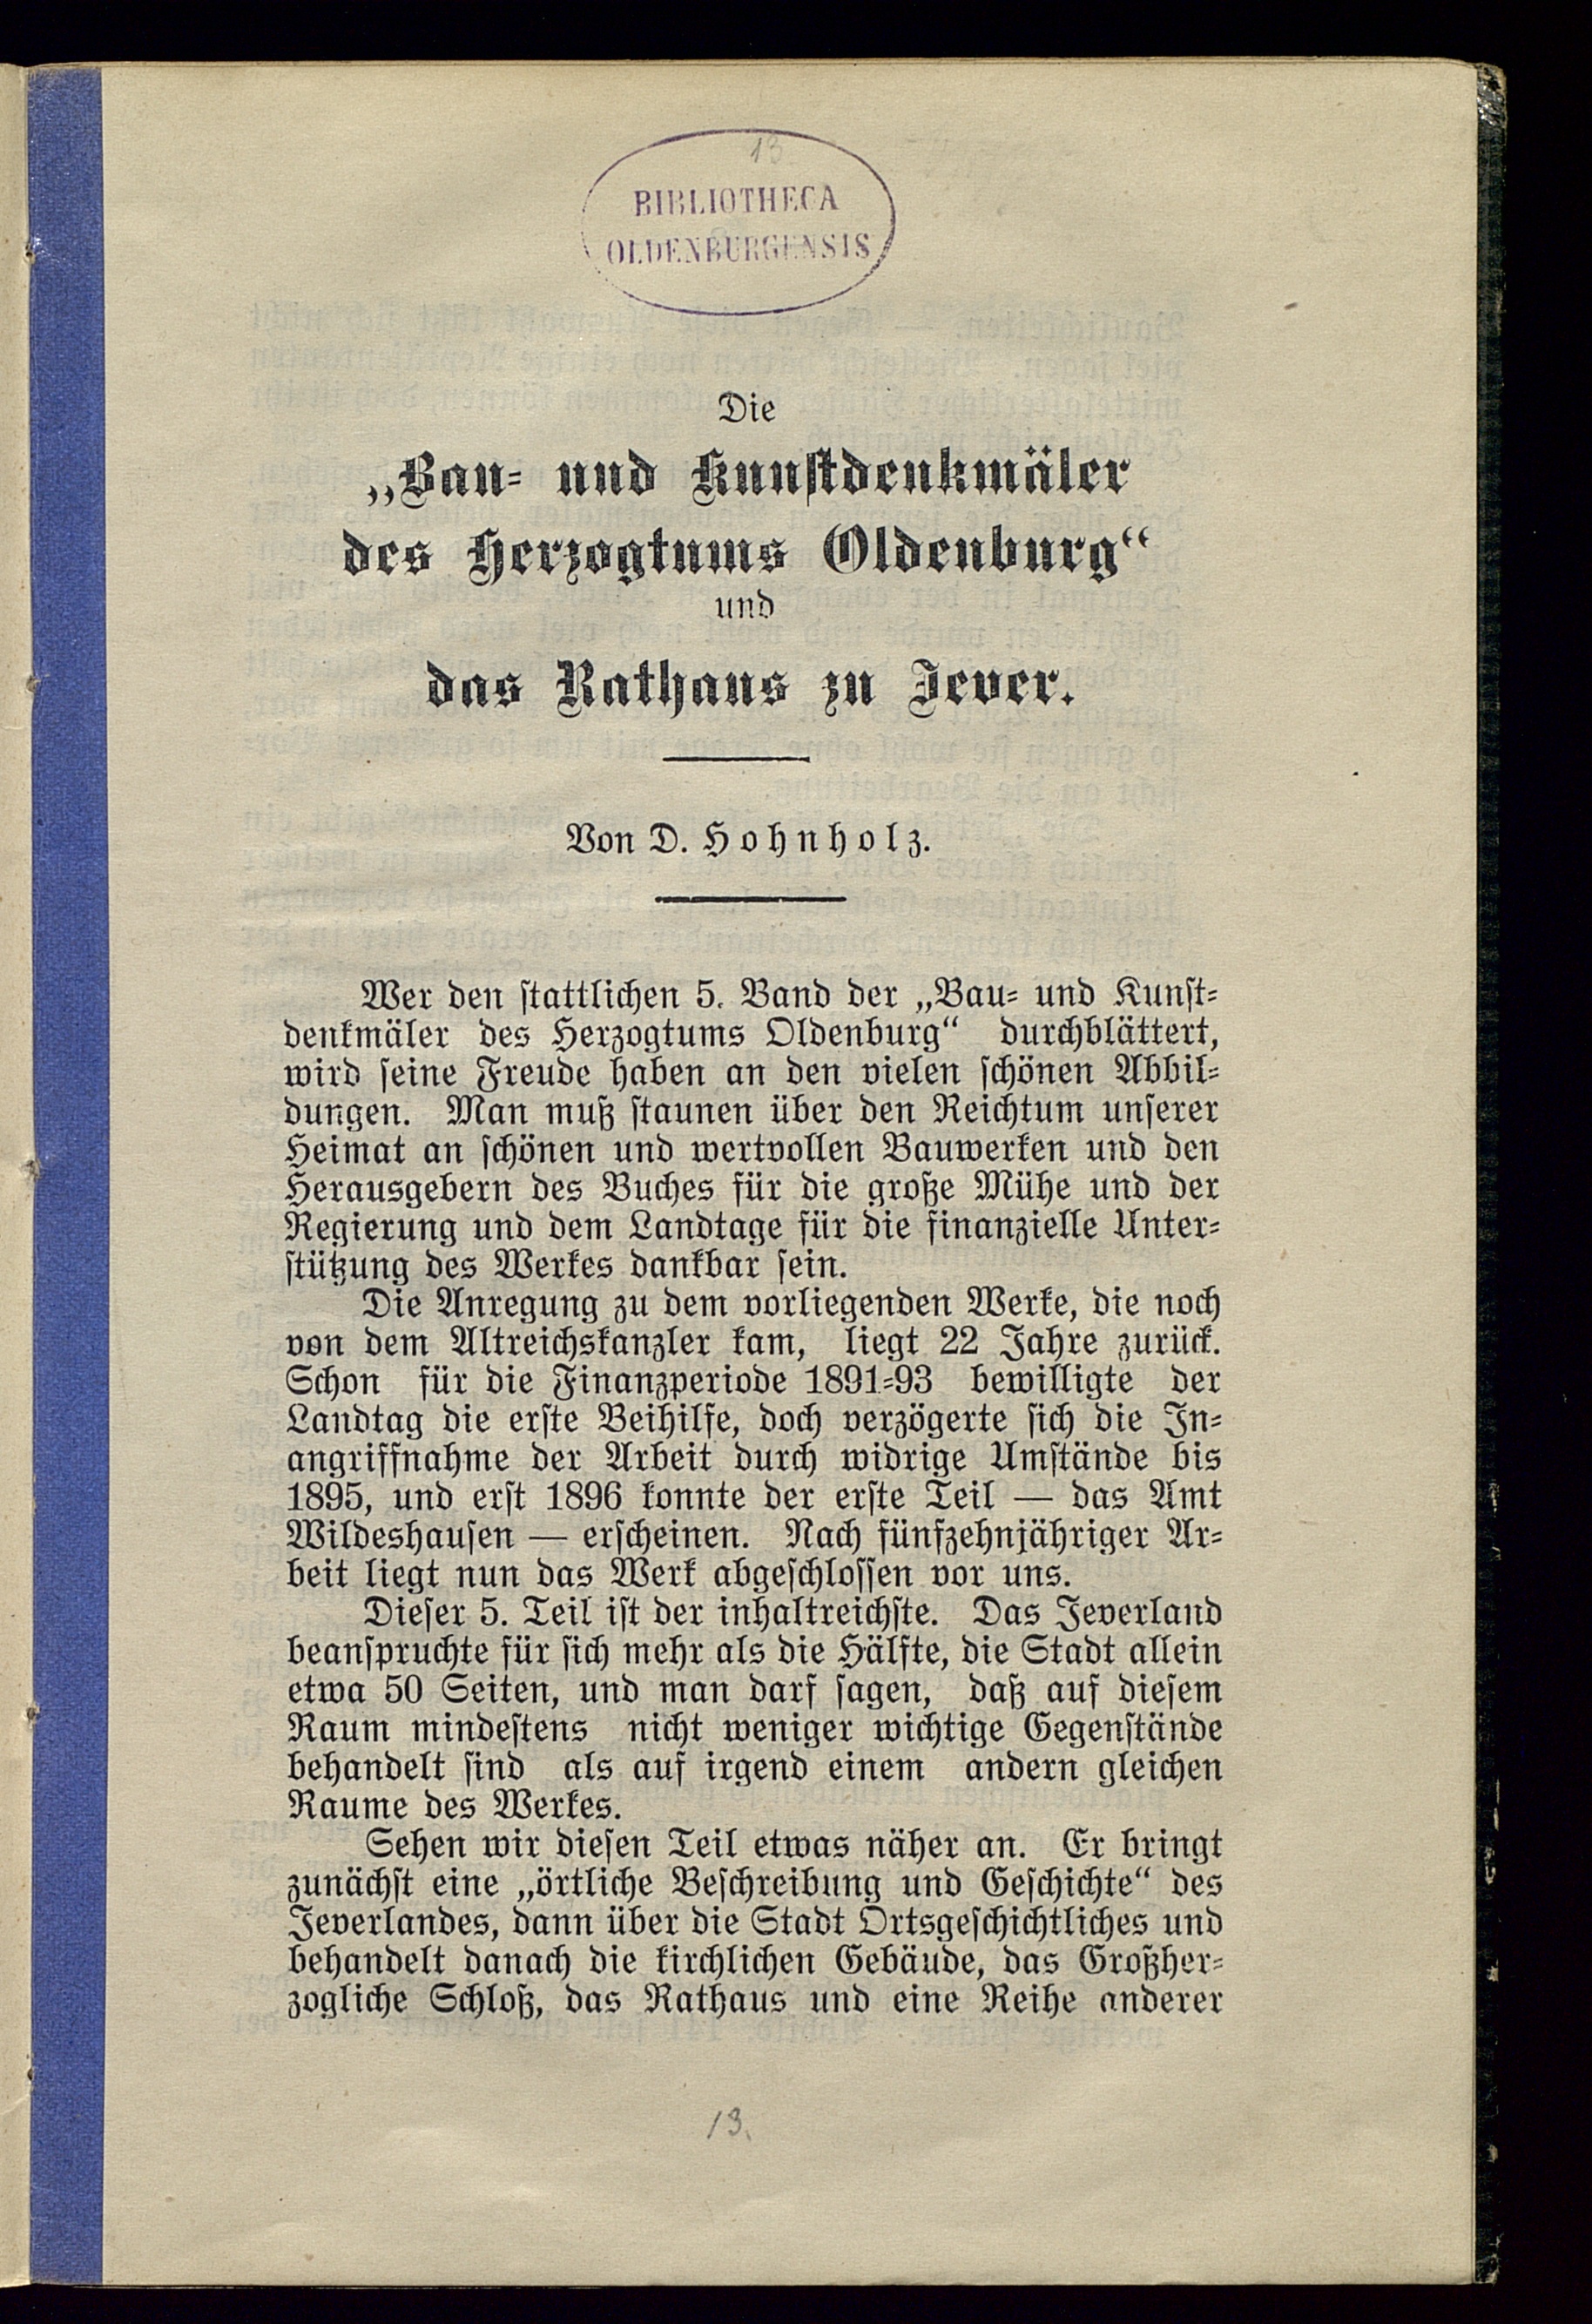 13
BIBLIOTHECA
OLDENBURGENSIS
Die
„Bau- und Kunstdenkmäler
des Herzogtums Oldenburg“
und
das Rathaus zu Jever.
Von D. Hohnholz.
Wer den stattlichen 5. Band der „Bau- und Kunst-
denkmäler des Herzogtums Oldenburg“ durchblättert,
wird seine Freude haben an den vielen schönen Abbil-
dungen. Man muß staunen über den Reichtum unserer
Heimat an schönen und wertvollen Bauwerken und den
Herausgebern des Buches für die große Mühe und der
Regierung und dem Landtage für die finanzielle Unter-
stützung des Werkes dankbar sein.
Die Anregung zu dem vorliegenden Werke, die noch
von dem Altreichskanzler kam, liegt 22 Jahre zurück.
Schon für die Finanzperiode 1891-93 bewilligte der
Landtag die erste Beihilfe, doch verzögerte sich die In-
angriffnahme der Arbeit durch widrige Umstände bis
1895, und erst 1896 konnte der erste Teil — das Amt
Wildeshausen — erscheinen. Nach fünfzehnjähriger Ar-
beit liegt nun das Werk abgeschlossen vor uns.
Dieser 5. Teil ist der inhaltreichste. Das Jeverland
beanspruchte für sich mehr als die Hälfte, die Stadt allein
etwa 50 Seiten, und man darf sagen, daß auf diesem
Raum mindestens nicht weniger wichtige Gegenstände
behandelt sind als auf irgend einem andern gleichen
Raume des Werkes.
Sehen wir diesen Teil etwas näher an. Er bringt
zunächst eine „örtliche Beschreibung und Geschichte“ des
Jeverlandes, dann über die Stadt Ortsgeschichtliches und
behandelt danach die kirchlichen Gebäude, das Großher-
zogliche Schloß, das Rathaus und eine Reihe anderer
13.